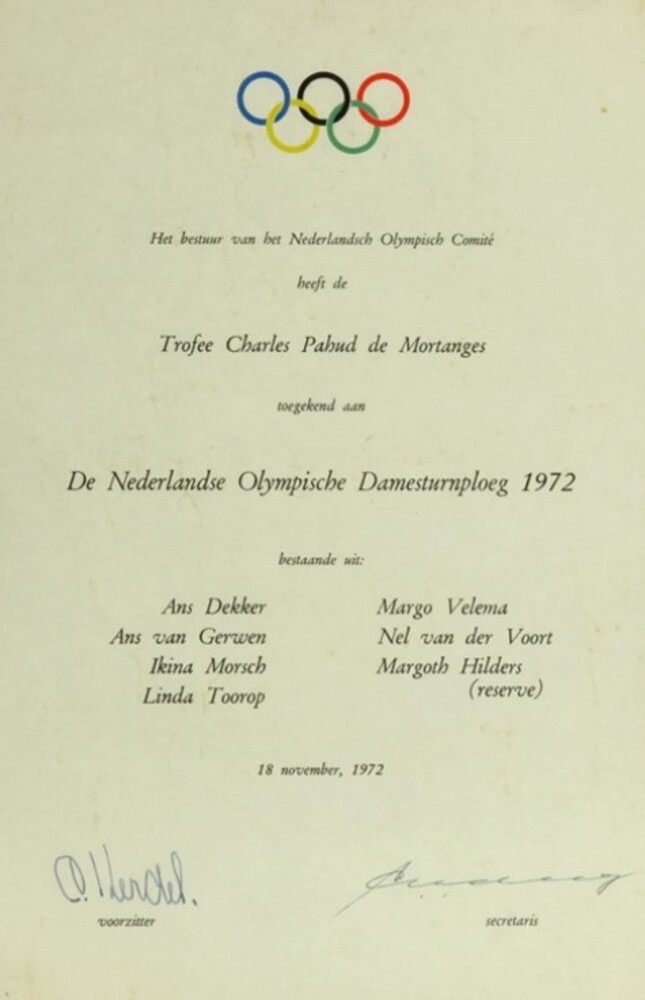 Het bestuur van het Nederlandsch Olympisch Comité
heeft de
Trofee Charles Pahud de Mortanges
toegekend aan
De Nederlandse Olympische Damesturnploeg 1972
bestaande uit:
Ans Dekker
Ans van Gerwen
Ikina Morsch
Linda Toorop
Margo Velema
Nel van der Voort
Margoth Hilders
(reserve)
18 november, 1972
voorzitter
secretaris